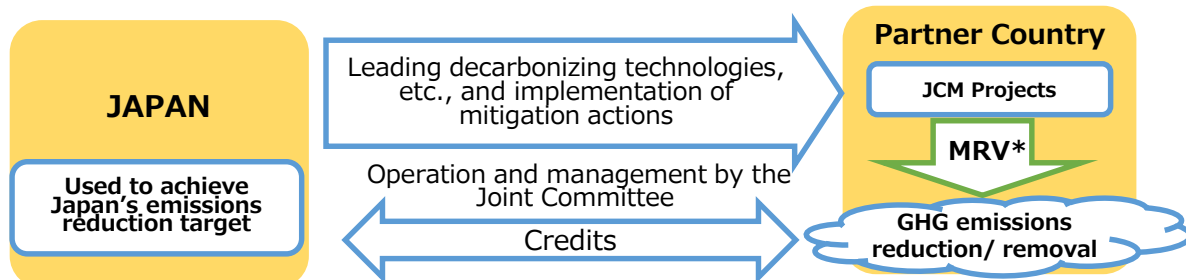 JAPAN
Used to achieve
Japan's emissions
reduction target
Leading decarbonizing technologies,
etc., and implementation of
mitigation actions
Operation and management by the
Joint Committee
Credits
Partner Country
JCM Projects
MRV*
GHG emissions
reduction/ removal